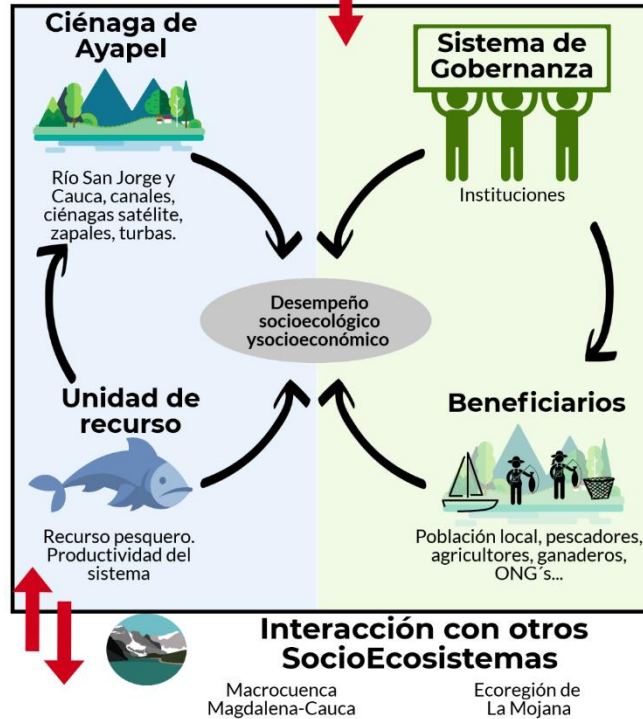 Ciénaga de
Ayapel
Río San Jorge y
Cauca, canales,
ciénagas satélite,
zapales, turbas.
Sistema de
Gobernanza
Instituciones
Desempeño
socioecológico
ysocioeconómico
Unidad de
recurso
Recurso pesquero.
Productividad del
sistema
Beneficiarios
Población local, pescadores,
agricultores, ganaderos,
ONG´s...
Interacción con otros
SocioEcosistemas
Macrocuenca
Magdalena-Cauca
Ecoregión de
La Mojana